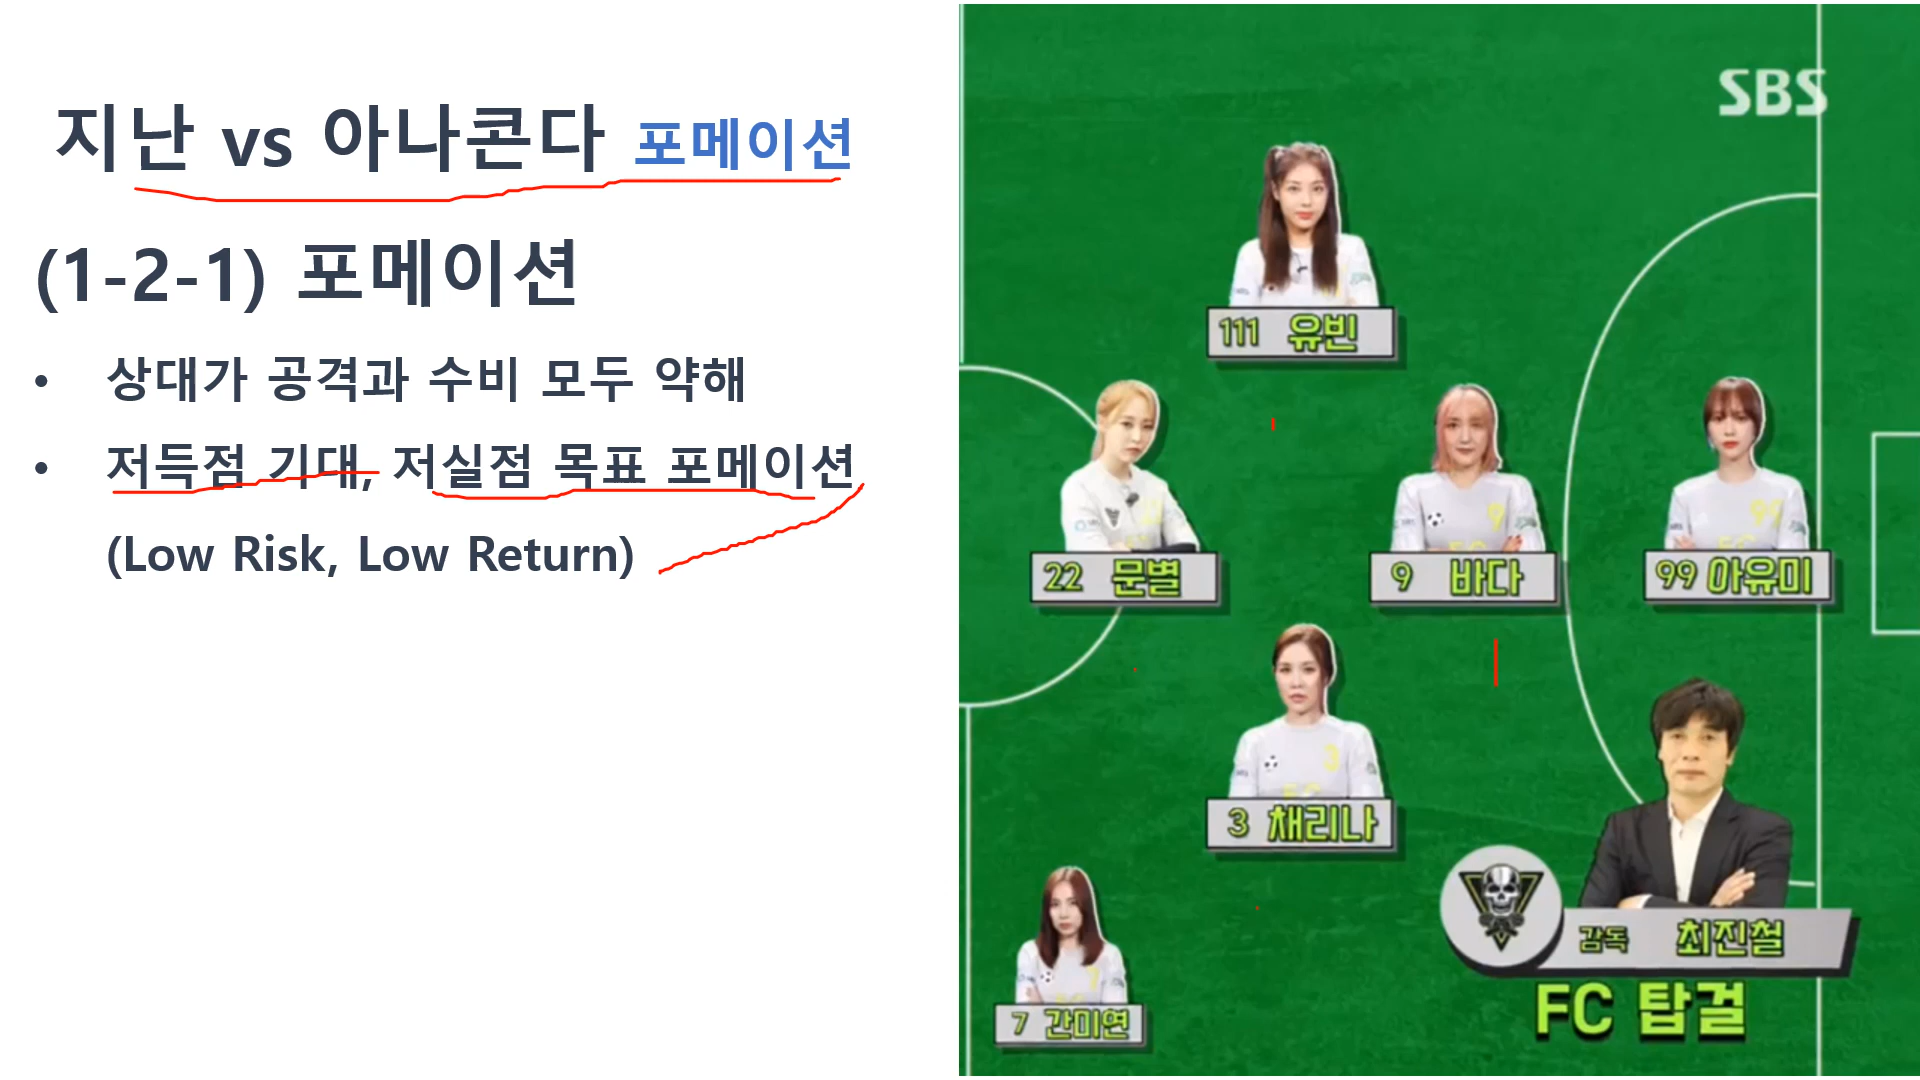 지난 vs 아나콘다 포메이션
(1-2-1) 포메이션
• 상대가 공격과 수비 모두 약해
• 저득점 기대, 저실점 목표 포메이션
(Low Risk, Low Return)
SBS
111 유빈
22 문별
9 바다
99 아유미
3 채리나
7 간미연
감독 최진철
FC 탑걸